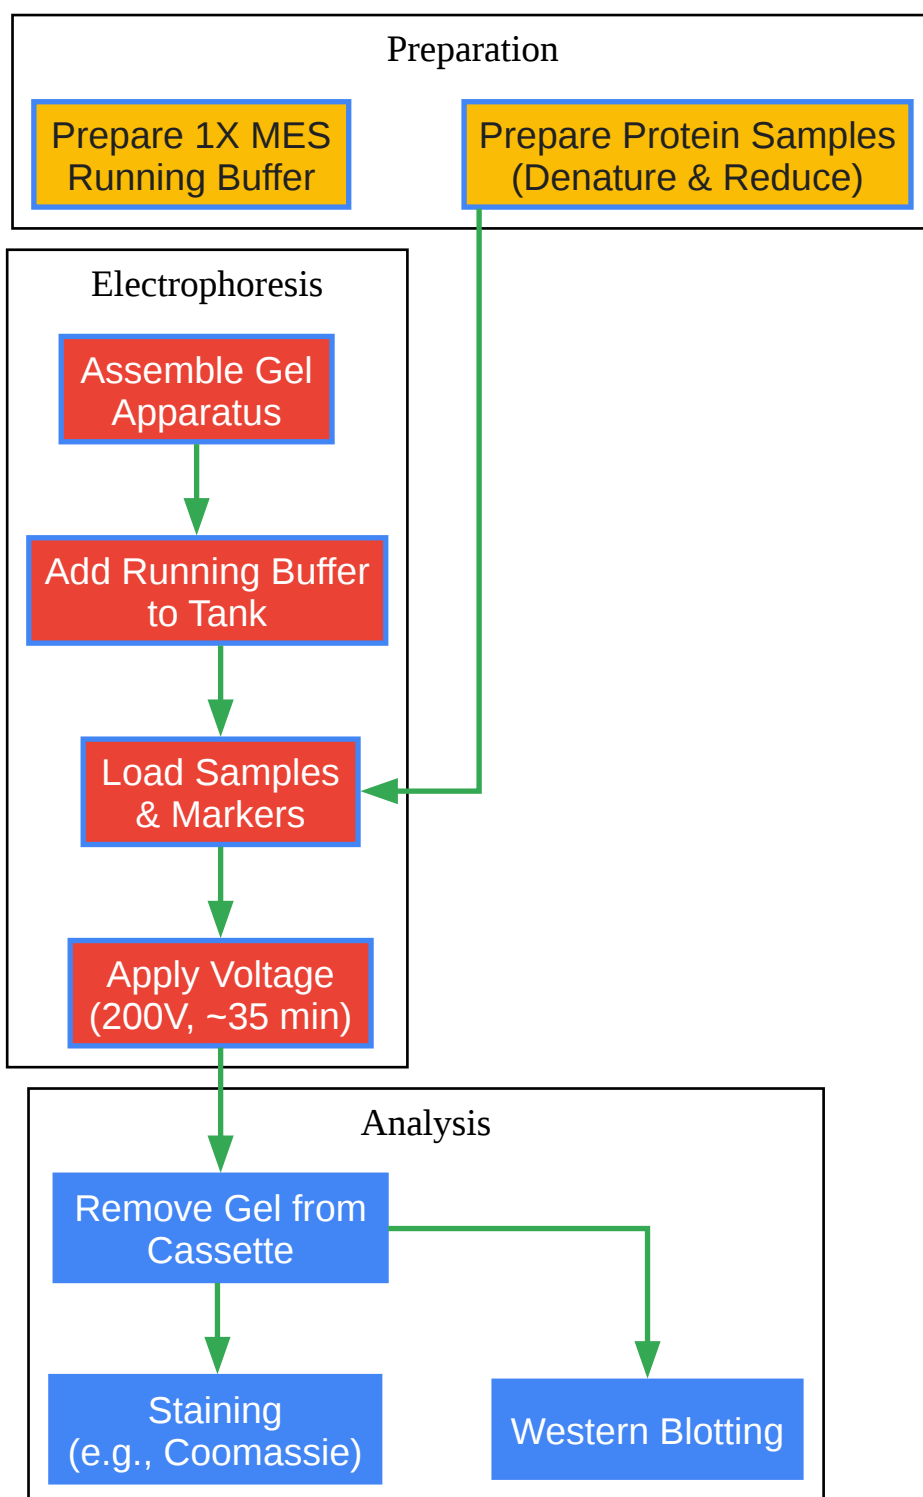 Preparation
Prepare 1X MES
Running Buffer
Prepare Protein Samples
(Denature & Reduce)
Electrophoresis
Assemble Gel
Apparatus
Add Running Buffer
to Tank
Load Samples
& Markers
Apply Voltage
(200V, ~35 min)
Analysis
Remove Gel from
Cassette
Staining
(e.g., Coomassie)
Western Blotting